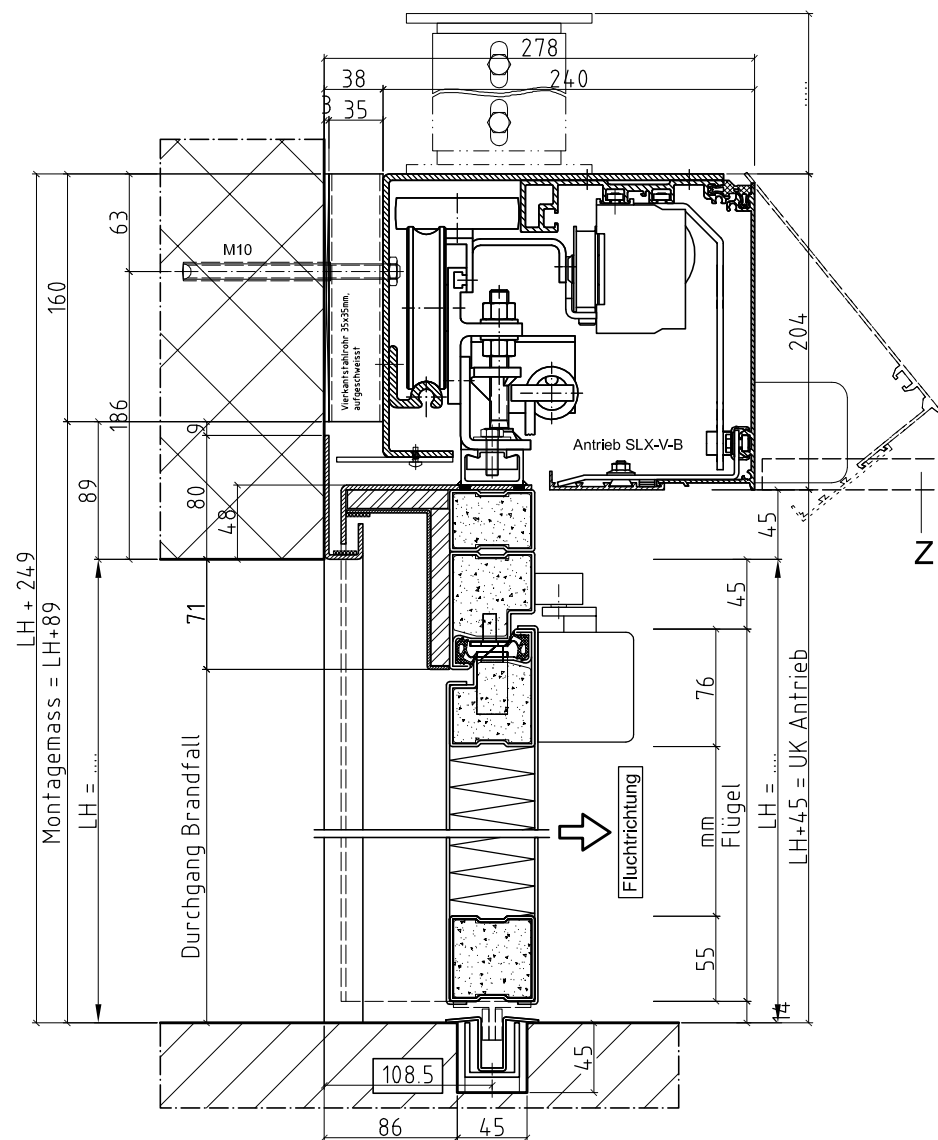 278
38
240
3
35
....
63
M10
160
Vierkantstahlrohr 35x35mm,
aufgeschweisst
204
186
9
Antrieb SLX-V-B
89
80
48
45
Z
LH + 249
Montagemass = LH+89
LH = ....
71
45
Durchgang Brandfall
76
mm
Flügel
LH = ....
LH+45 = UK Antrieb
Fluchtrichtung
55
14
108.5
45
86
45